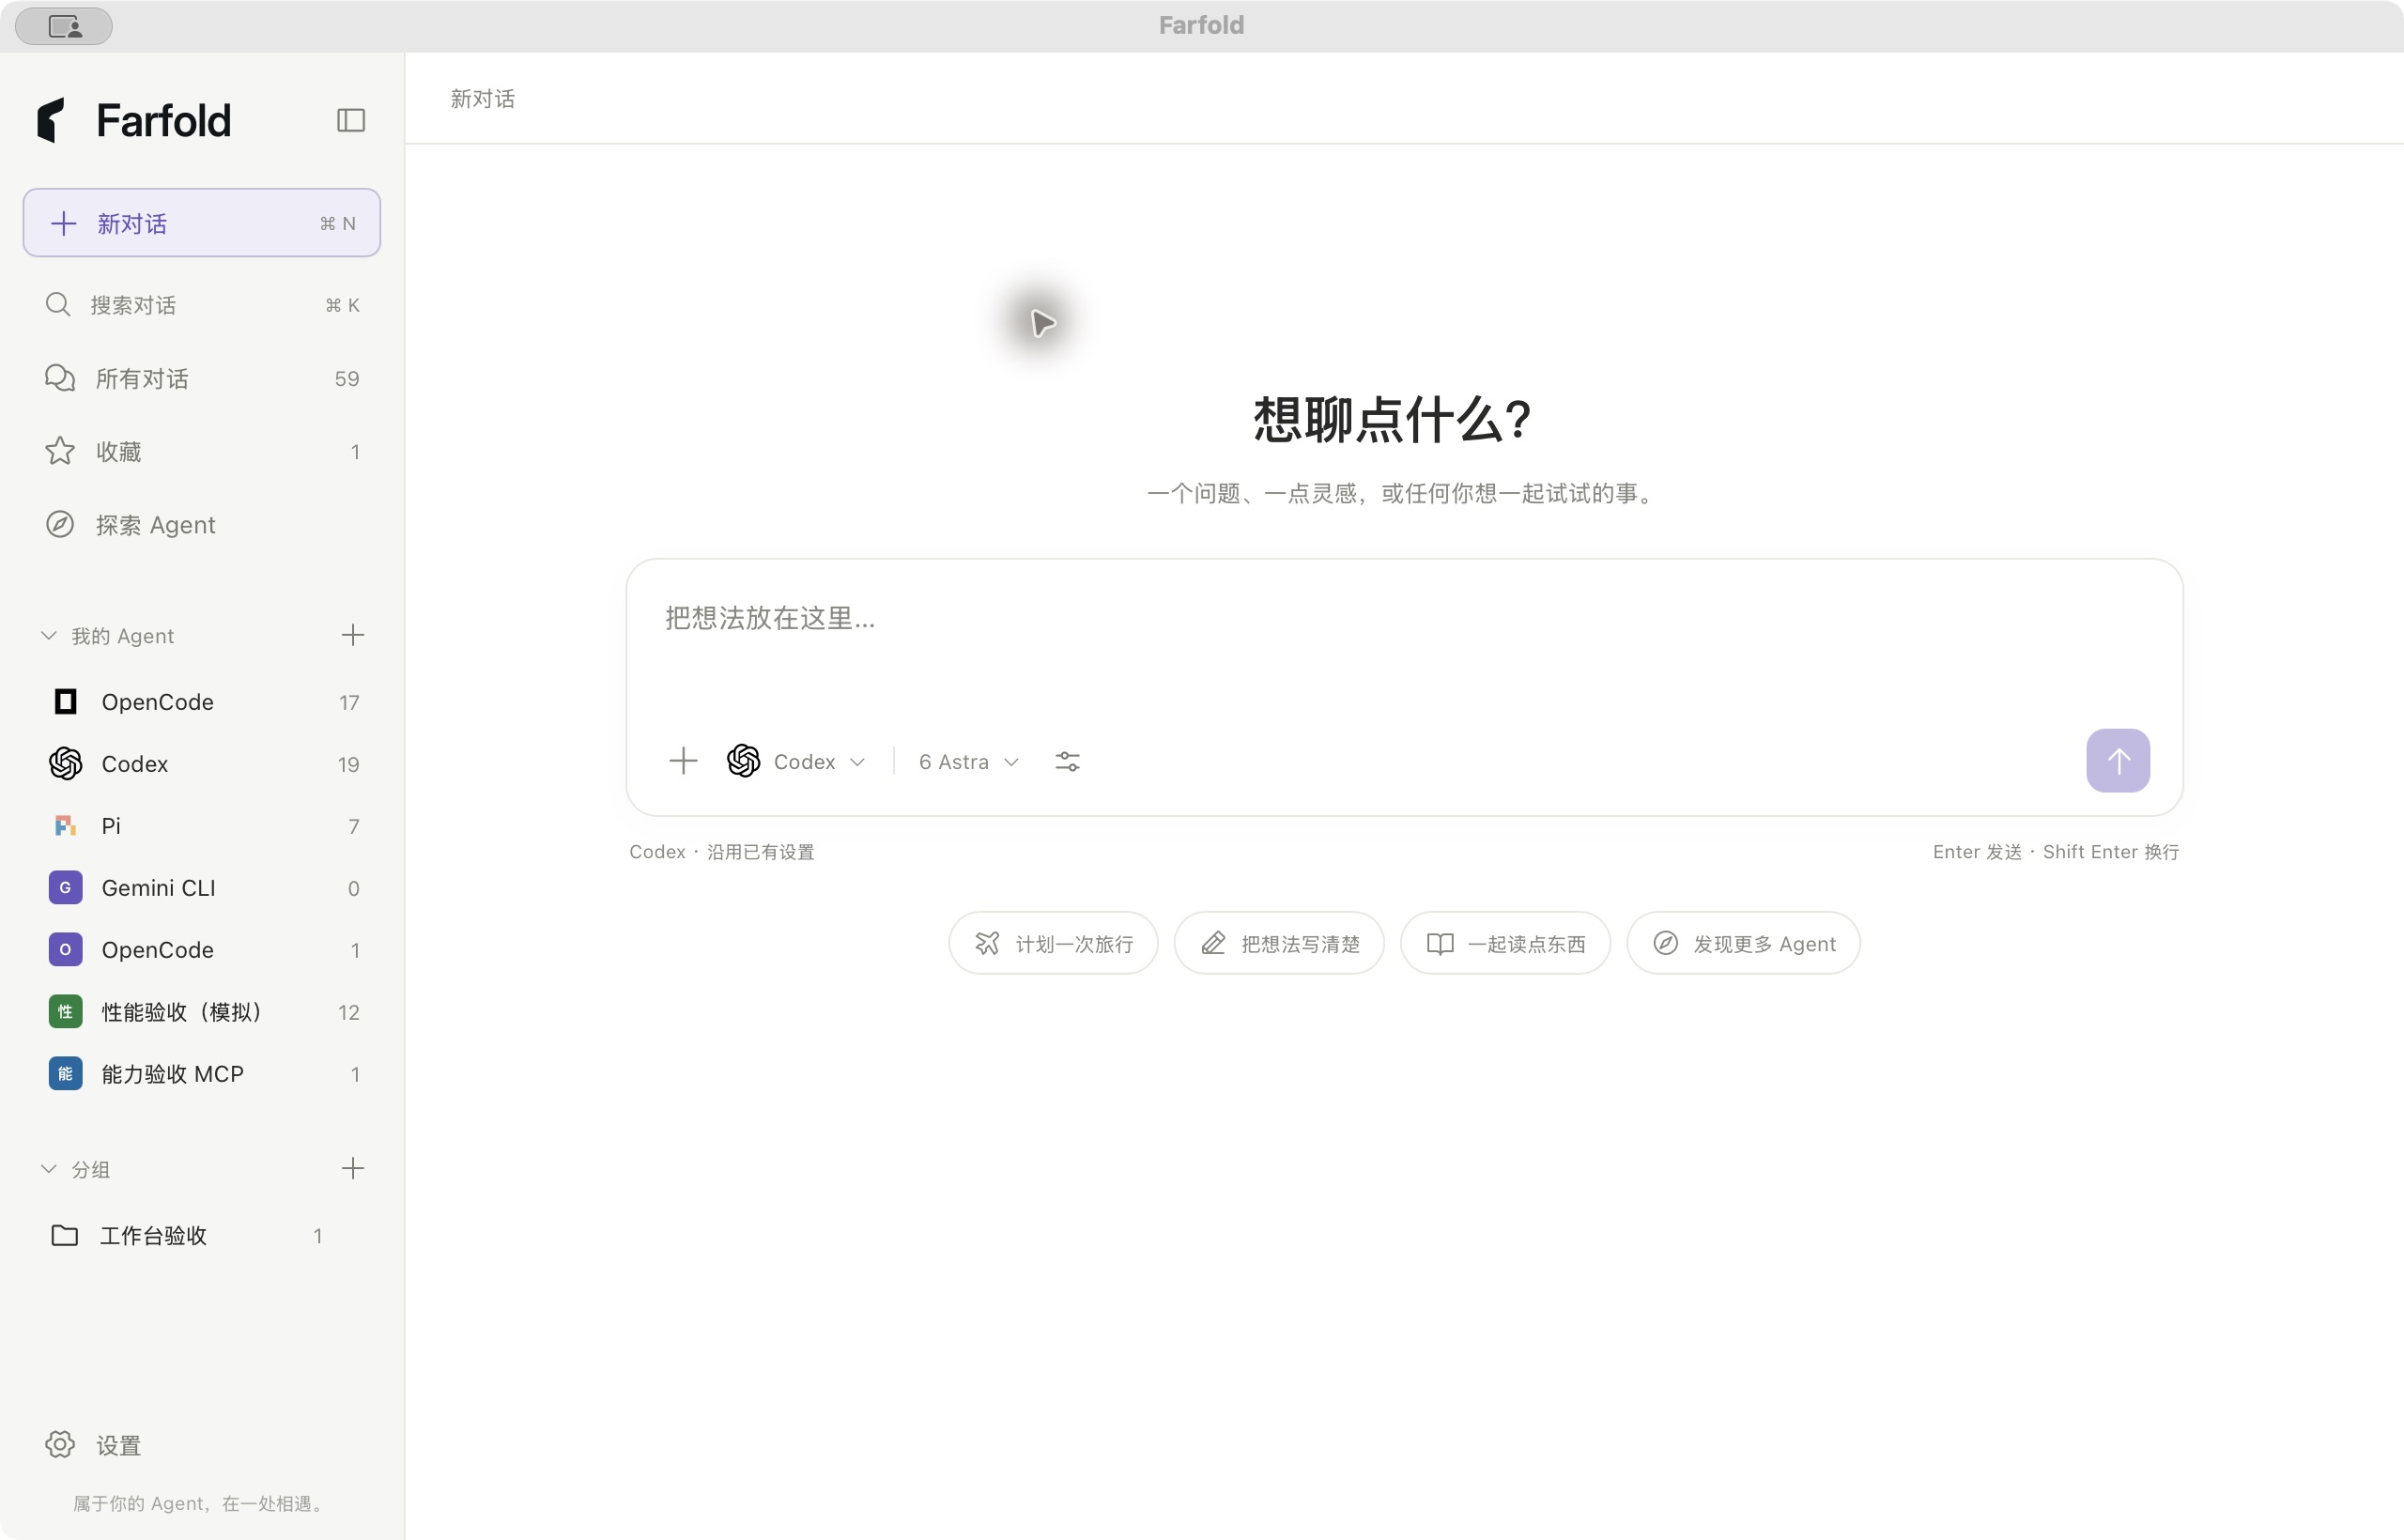 Farfold
Farfold
新对话 ⌘ N
搜索对话 ⌘ K
所有对话 59
收藏 1
探索 Agent
我的 Agent
OpenCode 17
Codex 19
Pi 7
G Gemini CLI 0
O OpenCode 1
性 性能验收（模拟） 12
能 能力验收 MCP 1
分组
工作台验收 1
设置
属于你的 Agent，在一处相遇。
新对话
想聊点什么？
一个问题、一点灵感，或任何你想一起试试的事。
把想法放在这里...
Codex 6 Astra
Codex · 沿用已有设置 Enter 发送 · Shift Enter 换行
计划一次旅行 把想法写清楚 一起读点东西 发现更多 Agent